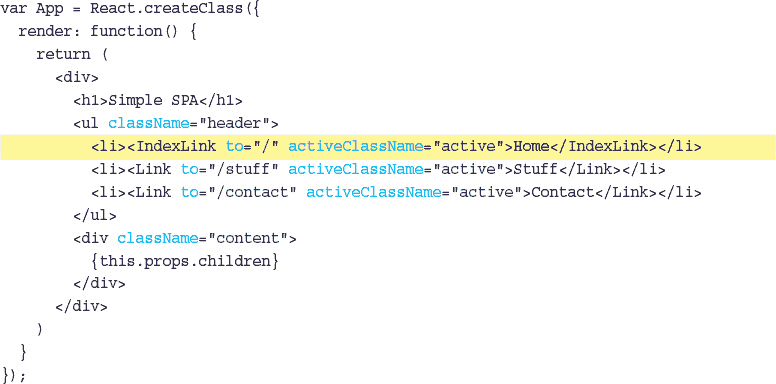 var App = React.createClass({
  render: function() {
    return (
      <div>
        <h1>Simple SPA</h1>
        <ul className="header">
          <li><IndexLink to="/" activeClassName="active">Home</IndexLink></li>
          <li><Link to="/stuff" activeClassName="active">Stuff</Link></li>
          <li><Link to="/contact" activeClassName="active">Contact</Link></li>
        </ul>
        <div className="content">
          {this.props.children}
        </div>
      </div>
    )
  }
});